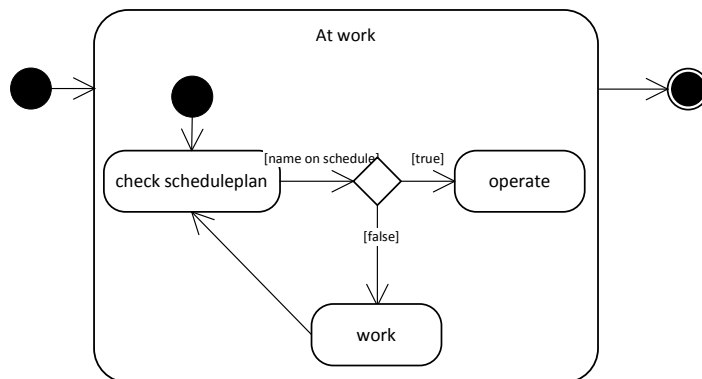 At work
[name on schedule]
[true]
check scheduleplan
operate
[false]
work